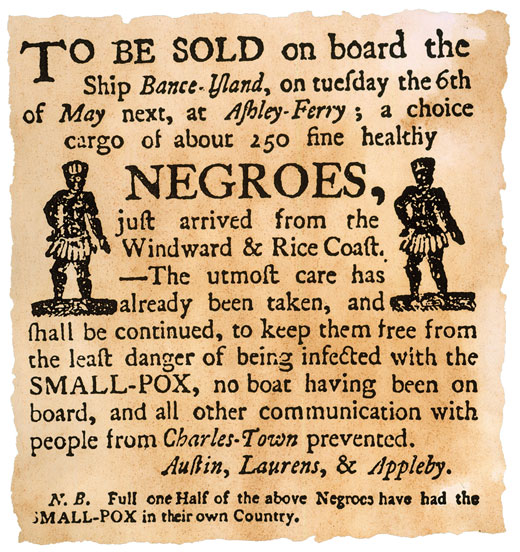 TO BE SOLD on board the
Ship Bance-Yſland, on tueſday the 6th
of May next, at Aſhley-Ferry ; a choice
cargo of about 250 fine healthy
NEGROES,
juſt arrived from the
Windward & Rice Coaſt.
—The utmoſt care has
already been taken, and
ſhall be continued, to keep them free from
the leaſt danger of being infected with the
SMALL-POX, no boat having been on
board, and all other communication with
people from Charles-Town prevented.
Auſtin, Laurens, & Appleby.
N. B. Full one Half of the above Negroes have had the
SMALL-POX in their own Country.